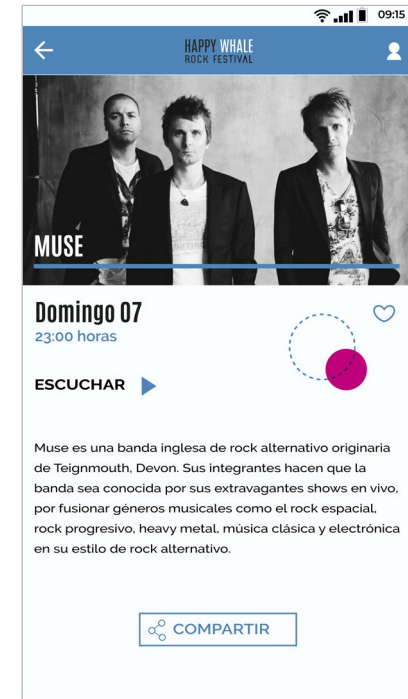 09:15
HAPPY WHALE
ROCK FESTIVAL
MUSE
Domingo 07
23:00 horas
ESCUCHAR
Muse es una banda inglesa de rock alternativo originaria
de Teignmouth, Devon. Sus integrantes hacen que la
banda sea conocida por sus extravagantes shows en vivo,
por fusionar géneros musicales como el rock espacial,
rock progresivo, heavy metal, música clásica y electrónica
en su estilo de rock alternativo.
COMPARTIR